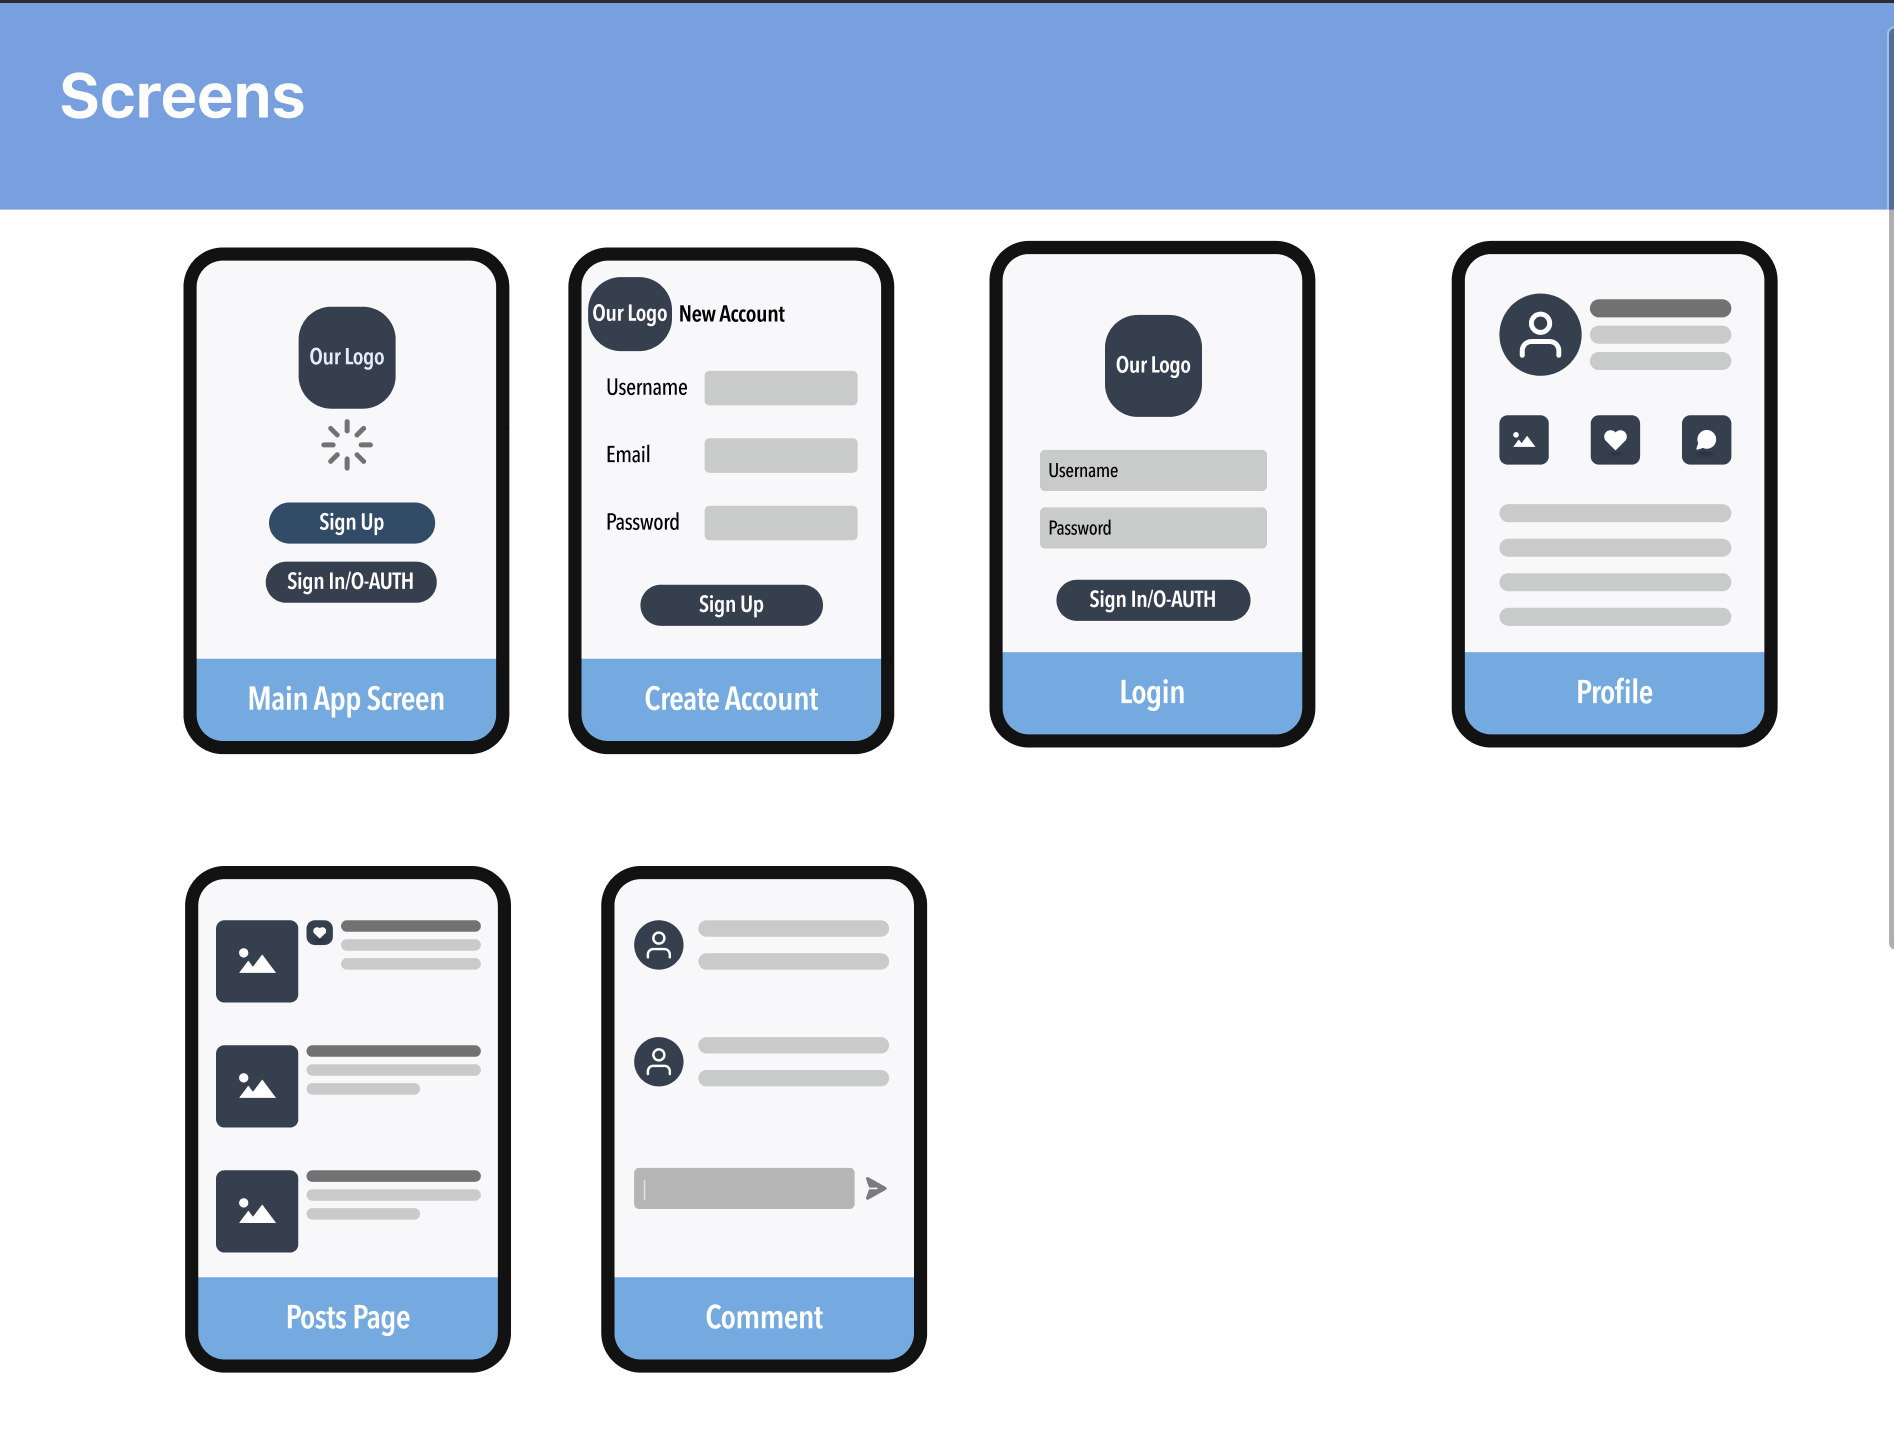 Screens
Our Logo
Sign Up
Sign In/O-AUTH
Main App Screen
Our Logo New Account
Username
Email
Password
Sign Up
Create Account
Our Logo
Username
Password
Sign In/O-AUTH
Login
Profile
Posts Page
Comment